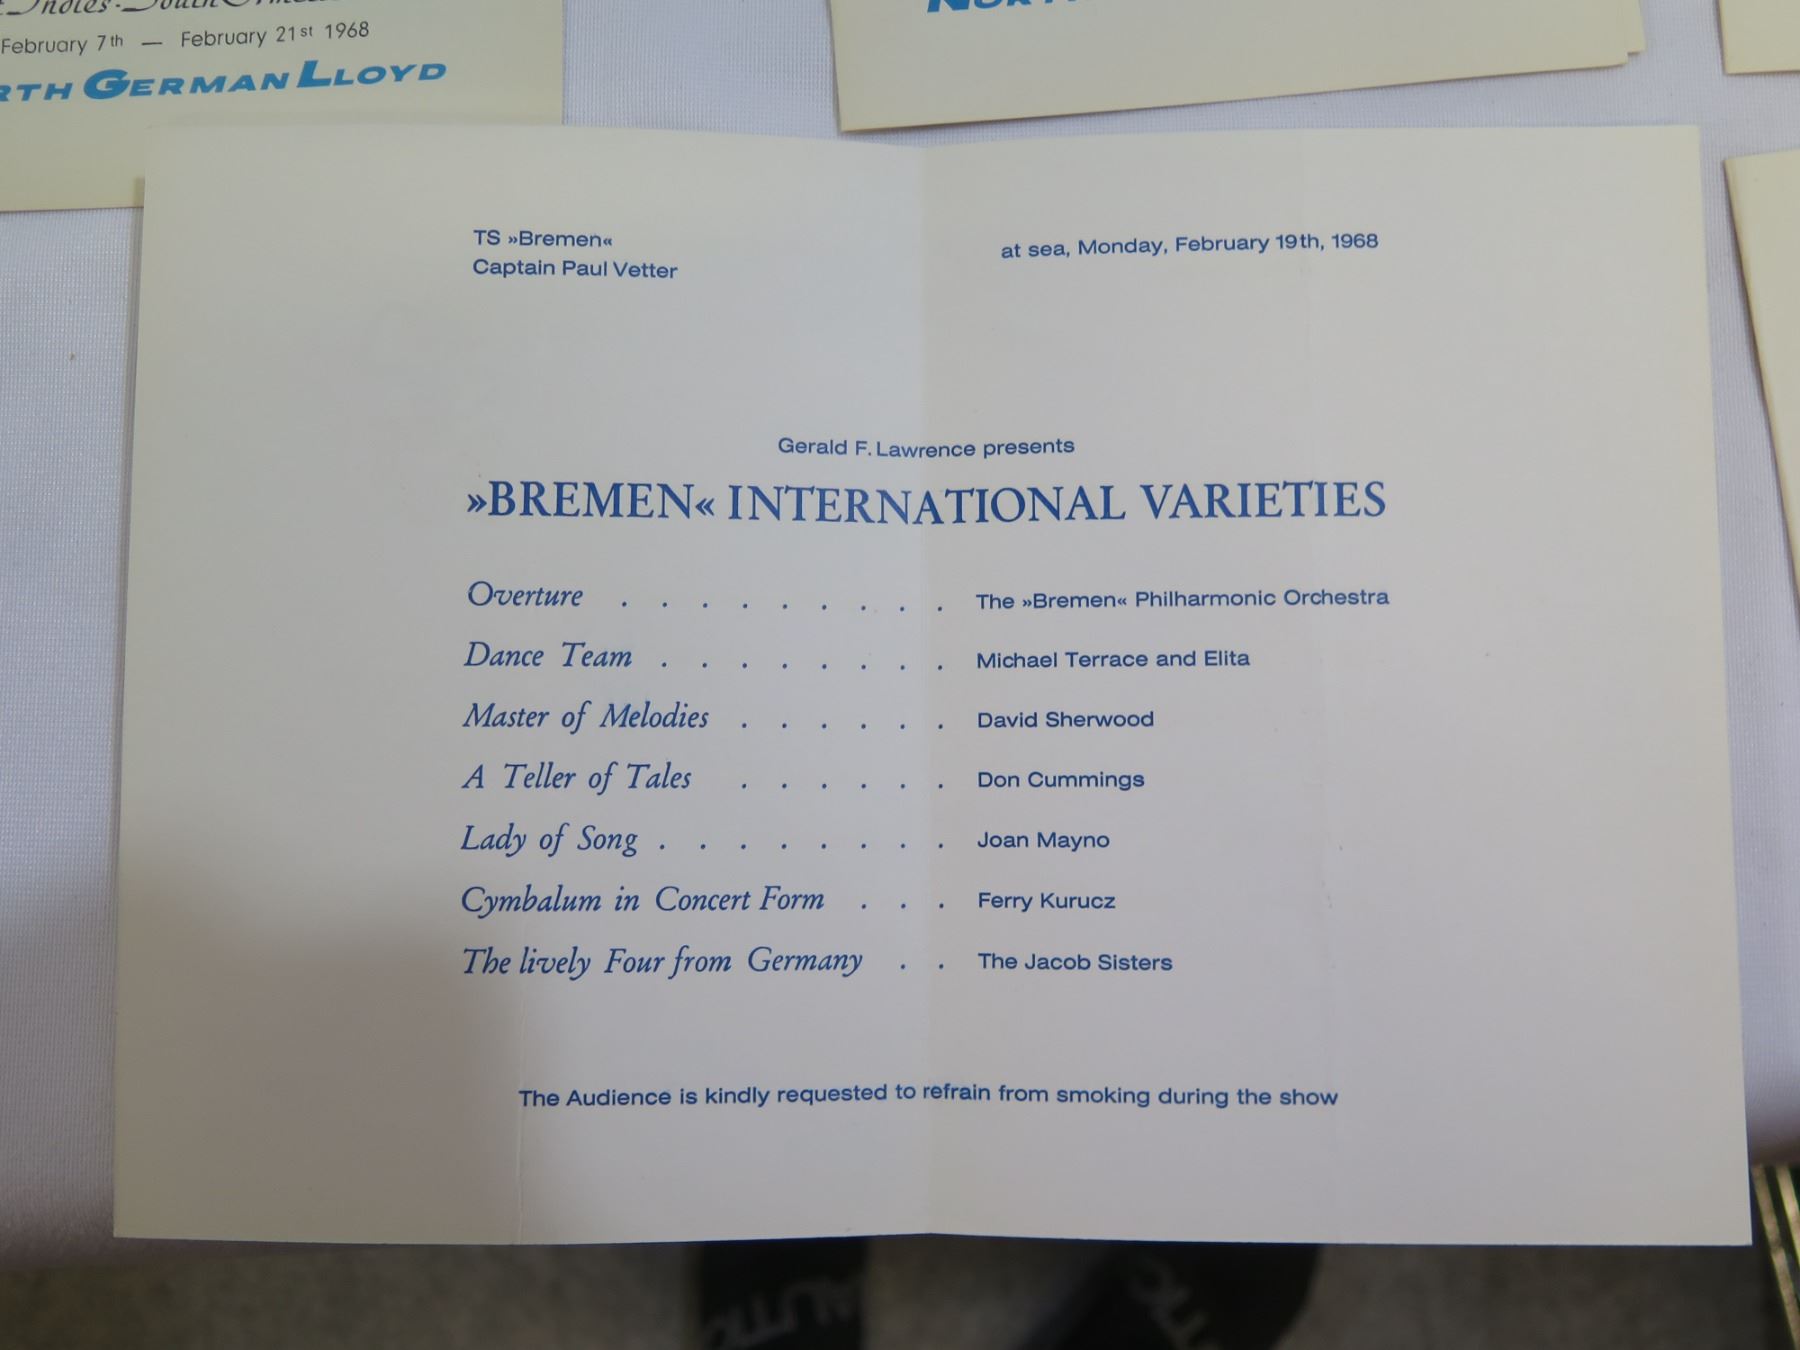 February 7th — February 21st 1968
GERMAN LLOYD
TS »Bremen«
Captain Paul Vetter
at sea, Monday, February 19th, 1968
Gerald F. Lawrence presents
»BREMEN« INTERNATIONAL VARIETIES
Overture . . . . . . . . . The »Bremen« Philharmonic Orchestra
Dance Team . . . . . . . . Michael Terrace and Elita
Master of Melodies . . . . . . David Sherwood
A Teller of Tales . . . . . . Don Cummings
Lady of Song . . . . . . . . Joan Mayno
Cymbalum in Concert Form . . . Ferry Kurucz
The lively Four from Germany . . The Jacob Sisters
The Audience is kindly requested to refrain from smoking during the show